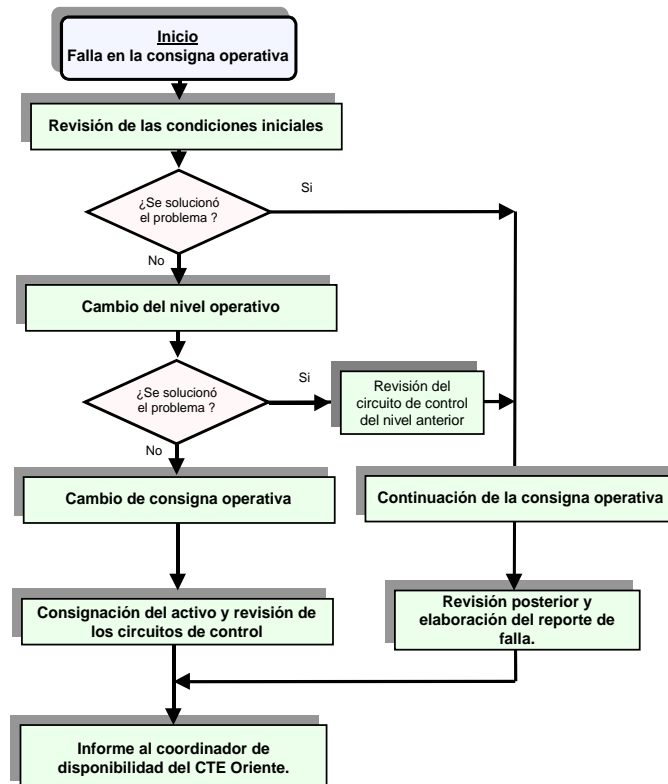 Inicio
Falla en la consigna operativa
Revisión de las condiciones iniciales
¿Se solucionó
el problema ?
Si
No
Cambio del nivel operativo
¿Se solucionó
el problema ?
Si
Revisión del
circuito de control
del nivel anterior
No
Cambio de consigna operativa
Continuación de la consigna operativa
Consignación del activo y revisión de
los circuitos de control
Revisión posterior y
elaboración del reporte de
falla.
Informe al coordinador de
disponibilidad del CTE Oriente.